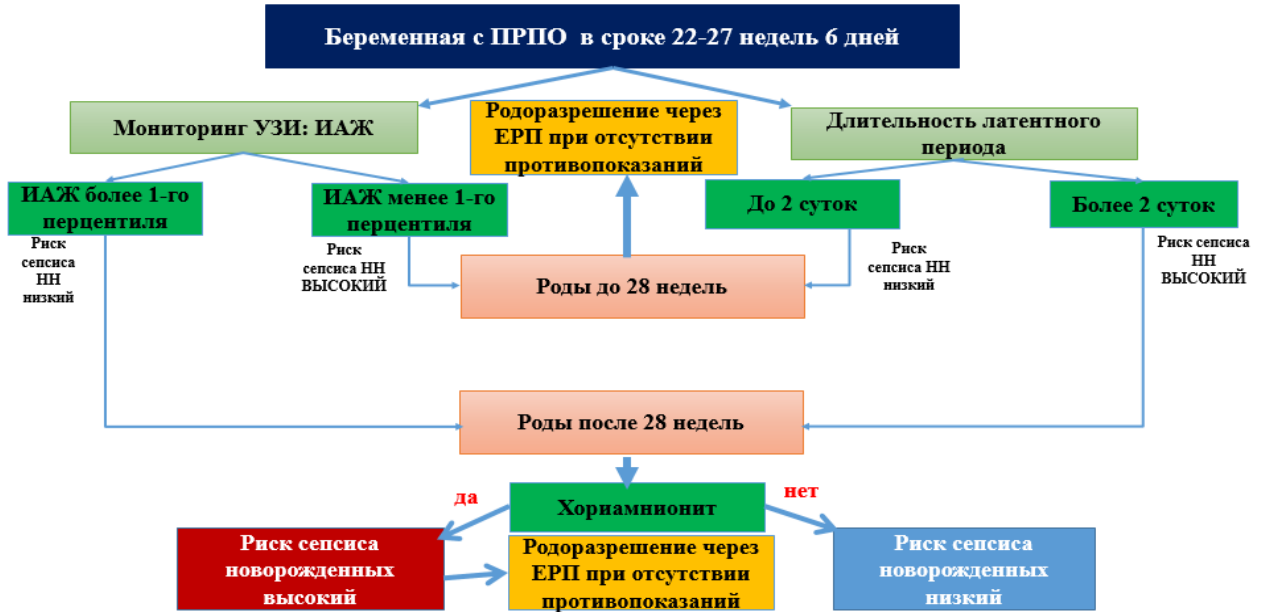 Беременная с ПРПО в сроке 22-27 недель 6 дней
Мониторинг УЗИ: ИАЖ
Родоразрешение через
ЕРП при отсутствии
противопоказаний
Длительность латентного
периода
ИАЖ более 1-го
перцентиля
ИАЖ менее 1-го
перцентиля
До 2 суток
Более 2 суток
Риск
сепсиса
НН
низкий
Риск
сепсиса НН
ВЫСОКИЙ
Роды до 28 недель
Риск
сепсиса НН
низкий
Риск сепсиса
НН
ВЫСОКИЙ
Роды после 28 недель
да
Хориамнионит
нет
Риск сепсиса
новорожденных
высокий
Родоразрешение через
ЕРП при отсутствии
противопоказаний
Риск сепсиса
новорожденных
низкий